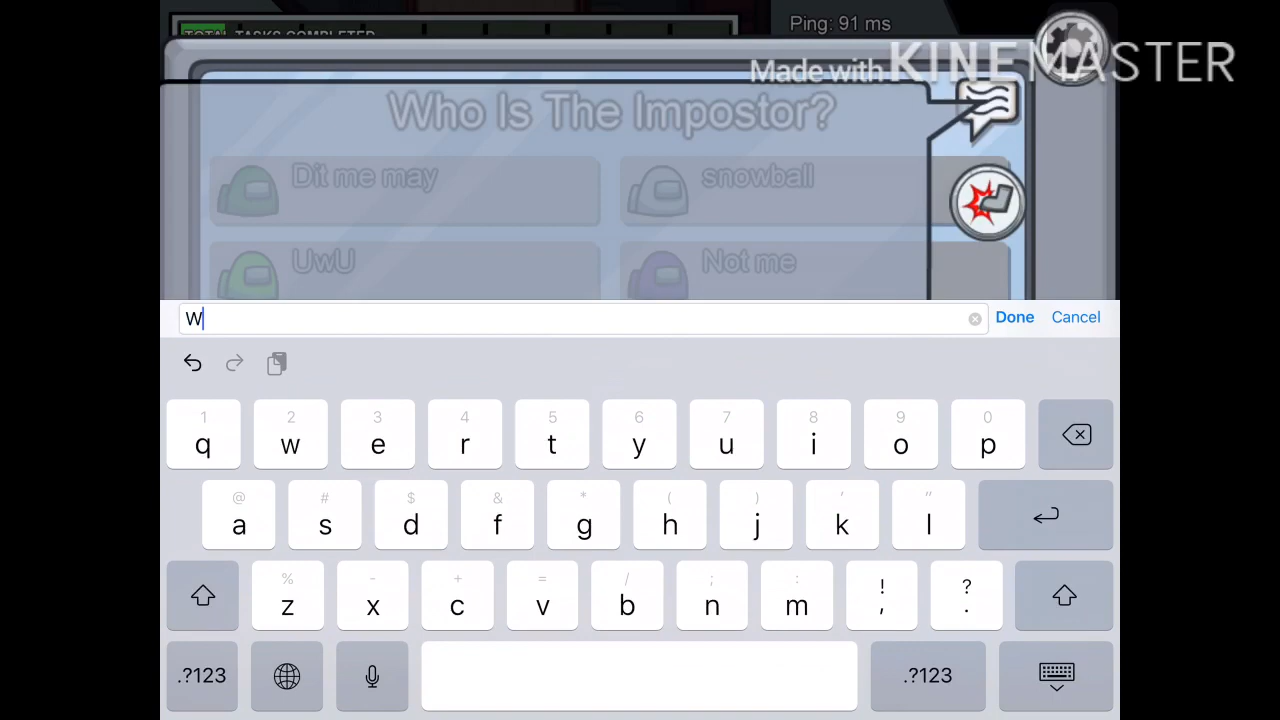 TOTAL TASKS COMPLETED
Ping: 91 ms
Made with KINEMASTER
Who Is The Impostor?
Dit me may
snowball
UwU
Not me
W
Done
Cancel
1 2 3 4 5 6 7 8 9 0
q w e r t y u i o p
@ # $ & * ( ) ' "
a s d f g h j k l
% - + = / ; : ! ?
z x c v b n m , .
.?123
.?123